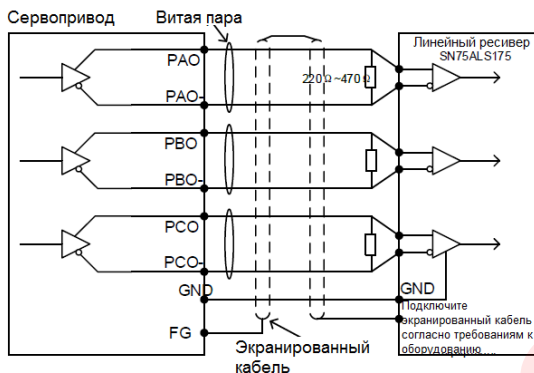 Сервопривод
Витая пара
Линейный ресивер
SN75ALS175
PAO
220Ω~470Ω
PAO-
PBO
PBO-
PCO
PCO-
GND
GND
Подключите
экранированный кабель
согласно требованиям к
оборудованию....
FG
Экранированный
кабель